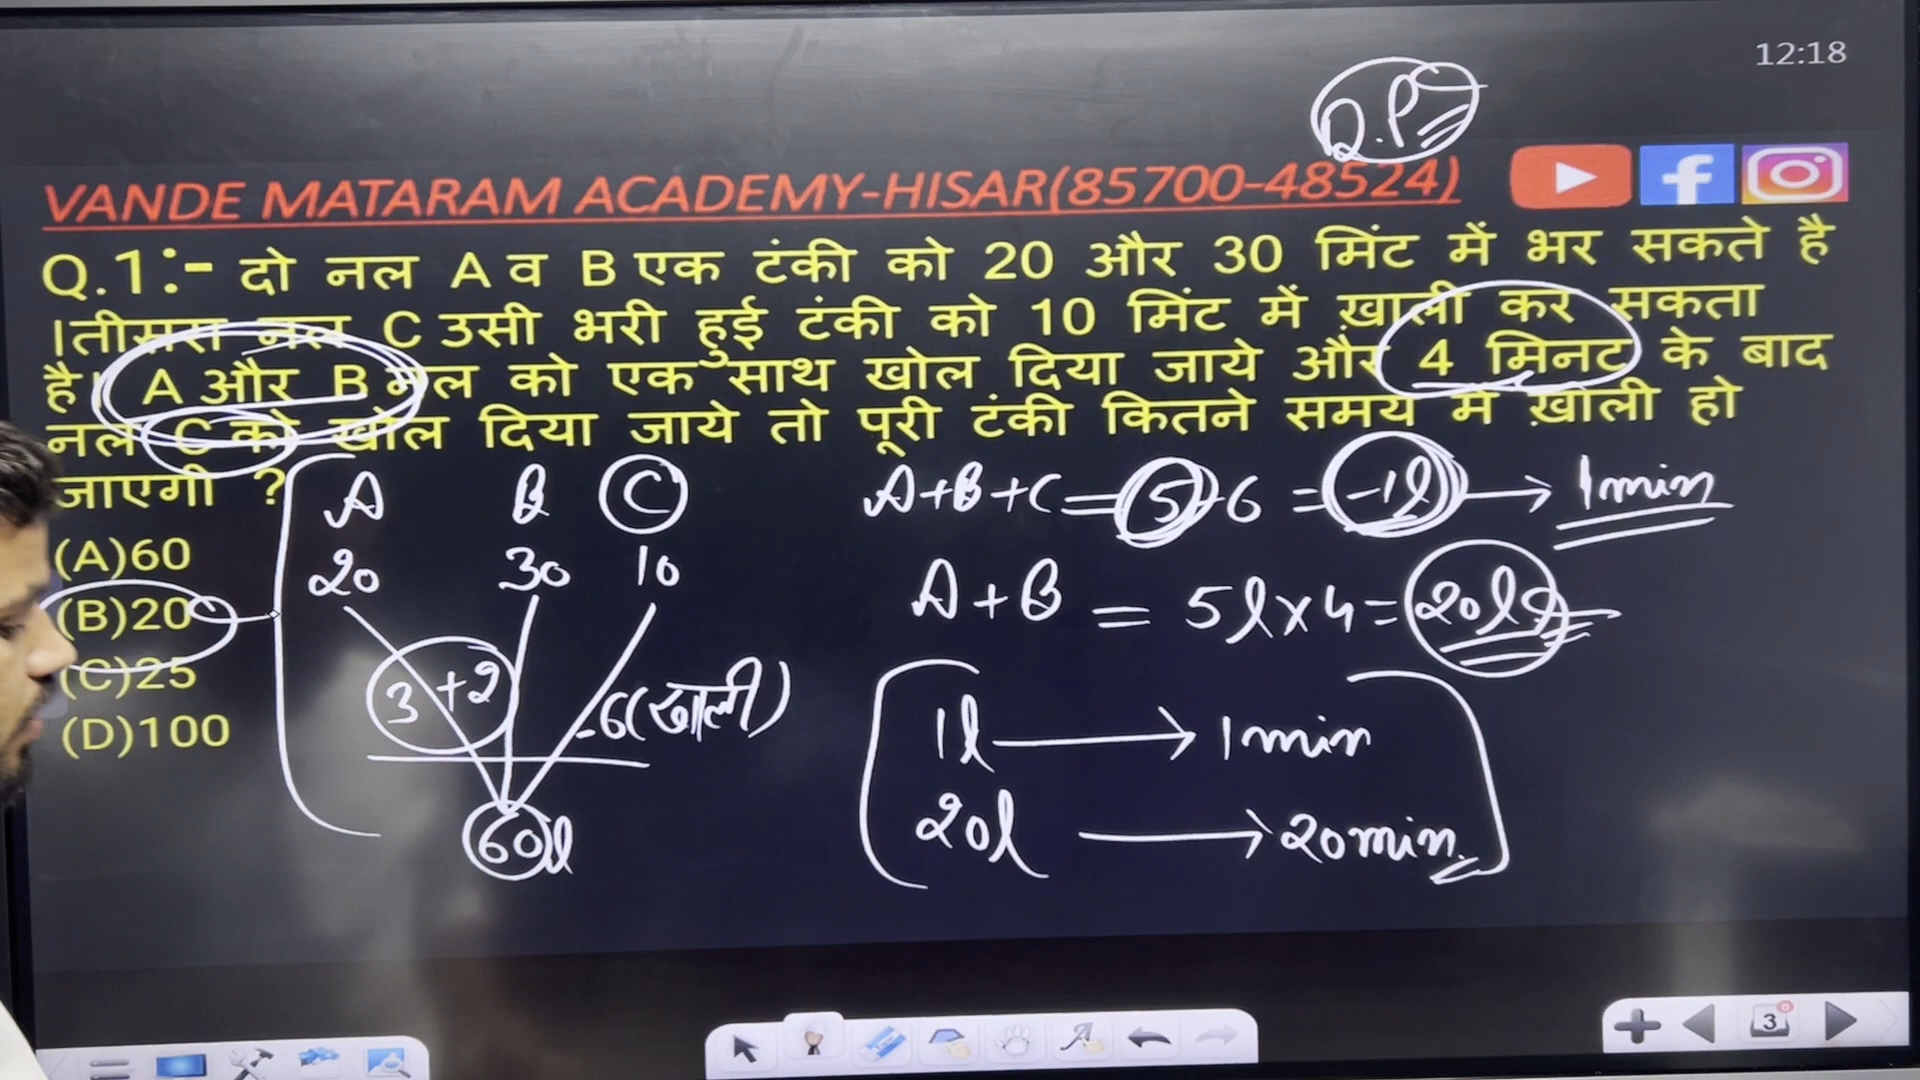 12:18
D.P
VANDE MATARAM ACADEMY-HISAR(85700-48524)
Q.1:- दो नल A व B एक टंकी को 20 और 30 मिंट में भर सकते है
।तीसरा नल C उसी भरी हुई टंकी को 10 मिंट में ख़ाली कर सकता
है। A और B नल को एक साथ खोल दिया जाये और 4 मिनट के बाद
नल C को खोल दिया जाये तो पूरी टंकी कितने समय में ख़ाली हो
जाएगी ?
(A)60
(B)20
(C)25
(D)100
A B C
20 30 10
3 +2 -6(खाली)
60l
A+B+C = 5-6 = -1l → 1min
A+B = 5l×4 = 20l
1l → 1min
20l → 20min.
3